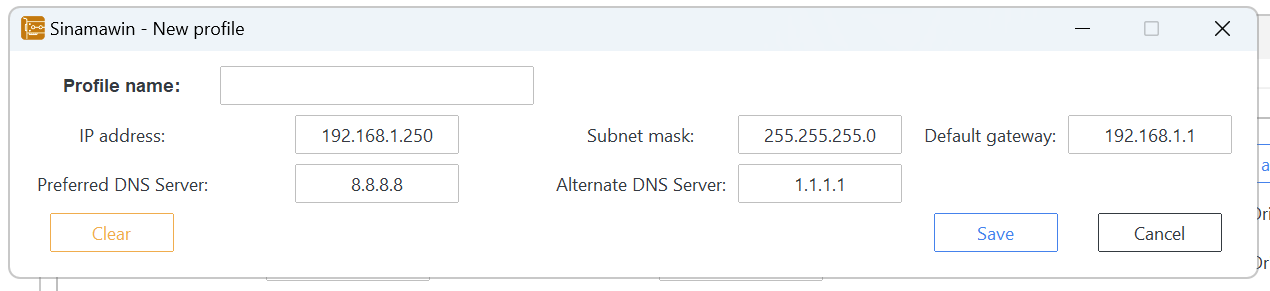 Sinamawin - New profile
Profile name:
IP address: 192.168.1.250 Subnet mask: 255.255.255.0 Default gateway: 192.168.1.1
Preferred DNS Server: 8.8.8.8 Alternate DNS Server: 1.1.1.1
Clear Save Cancel